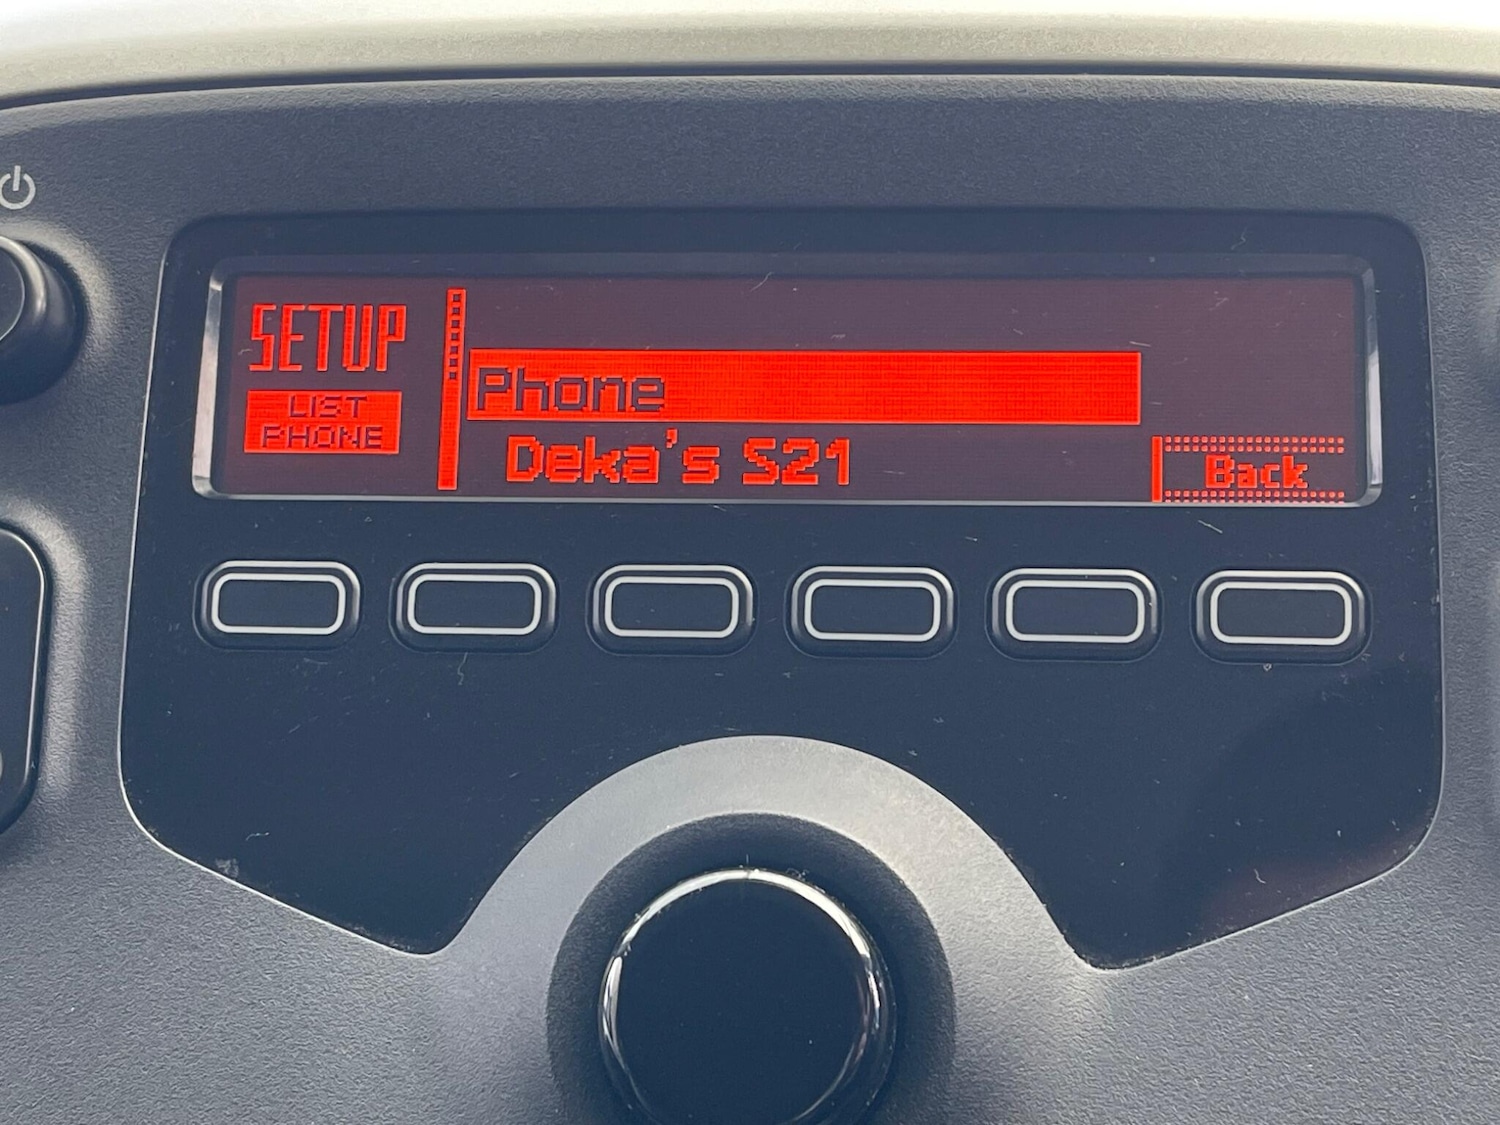 SETUP
LIST
PHONE
Phone
Deka's S21
Back